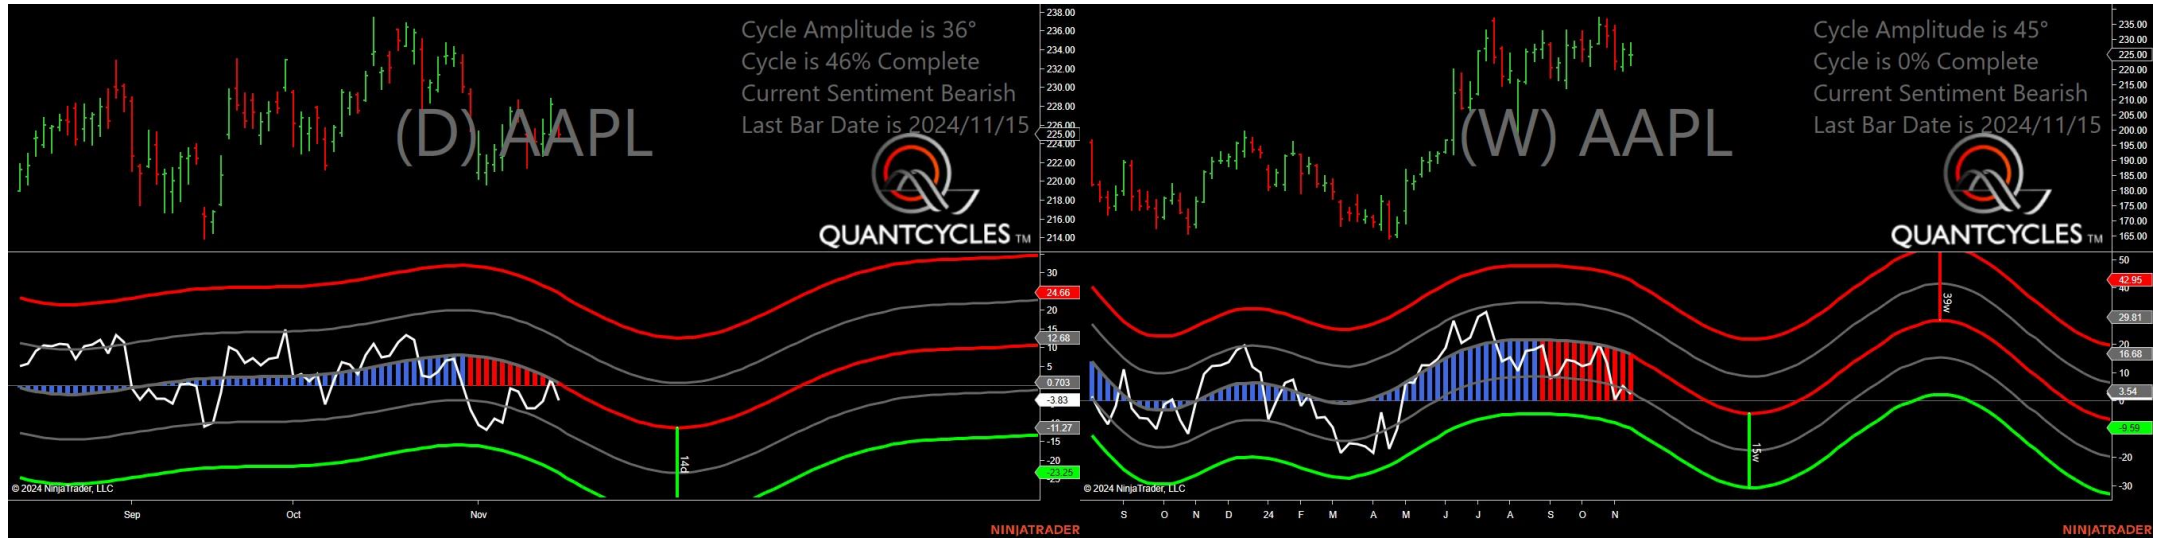 Cycle Amplitude is 36°
Cycle is 46% Complete
Current Sentiment Bearish
Last Bar Date is 2024/11/15
(D) AAPL
QUANTCYCLES TM
238.00
236.00
234.00
232.00
230.00
228.00
226.00
225.00
224.00
222.00
220.00
218.00
216.00
214.00
30
24.66
20
15
12.68
10
5
0.703
-3.83
-11.27
-15
-20
-23.25
14d
© 2024 NinjaTrader, LLC
Sep Oct Nov
NINJATRADER
Cycle Amplitude is 45°
Cycle is 0% Complete
Current Sentiment Bearish
Last Bar Date is 2024/11/15
(W) AAPL
QUANTCYCLES TM
235.00
230.00
225.00
220.00
215.00
210.00
205.00
200.00
195.00
190.00
185.00
180.00
175.00
170.00
165.00
50
42.95
40
29.81
20
16.68
10
3.54
-9.59
-20
-30
39w
15w
© 2024 NinjaTrader, LLC
S O N D 24 F M A M J J A S O N
NINJATRADER